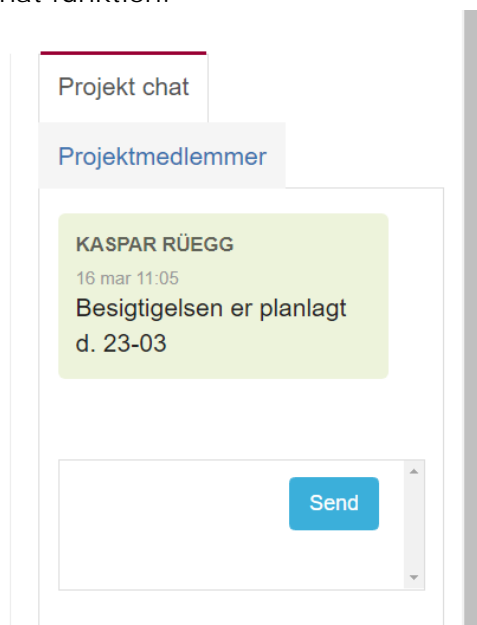 Projekt chat
Projektmedlemmer
KASPAR RÜEGG
16 mar 11:05
Besigtigelsen er planlagt
d. 23-03
Send